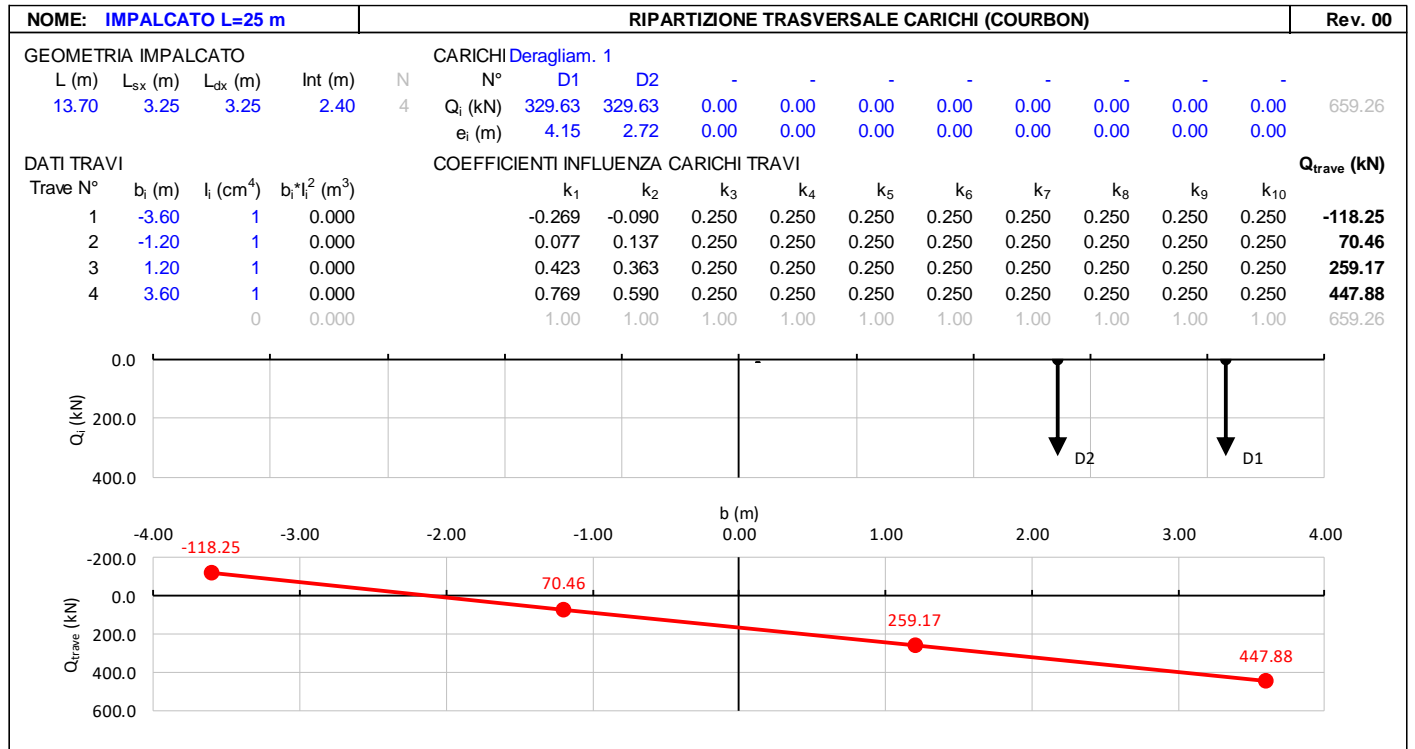 NOME: IMPALCATO L=25 m RIPARTIZIONE TRASVERSALE CARICHI (COURBON) Rev. 00
GEOMETRIA IMPALCATO CARICHI Deragliam. 1
L (m) Lsx (m) Ldx (m) Int (m) N N° D1 D2 - - - - - - - -
13.70 3.25 3.25 2.40 4 Qi (kN) 329.63 329.63 0.00 0.00 0.00 0.00 0.00 0.00 0.00 0.00 659.26
ei (m) 4.15 2.72 0.00 0.00 0.00 0.00 0.00 0.00 0.00 0.00
DATI TRAVI COEFFICIENTI INFLUENZA CARICHI TRAVI Qtrave (kN)
Trave N° bi (m) Ii (cm4) bi*Ii2 (m3) k1 k2 k3 k4 k5 k6 k7 k8 k9 k10
1 -3.60 1 0.000 -0.269 -0.090 0.250 0.250 0.250 0.250 0.250 0.250 0.250 0.250 -118.25
2 -1.20 1 0.000 0.077 0.137 0.250 0.250 0.250 0.250 0.250 0.250 0.250 0.250 70.46
3 1.20 1 0.000 0.423 0.363 0.250 0.250 0.250 0.250 0.250 0.250 0.250 0.250 259.17
4 3.60 1 0.000 0.769 0.590 0.250 0.250 0.250 0.250 0.250 0.250 0.250 0.250 447.88
0 0.000 1.00 1.00 1.00 1.00 1.00 1.00 1.00 1.00 1.00 1.00 659.26
0.0
200.0
400.0
Qi (kN)
-
D2 D1
b (m)
-4.00 -3.00 -2.00 -1.00 0.00 1.00 2.00 3.00 4.00
-200.0
0.0
200.0
400.0
600.0
Qtrave (kN)
-118.25
70.46
259.17
447.88